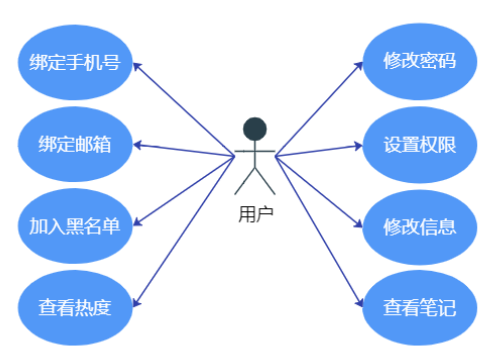 绑定手机号
修改密码
绑定邮箱
设置权限
用户
加入黑名单
修改信息
查看热度
查看笔记